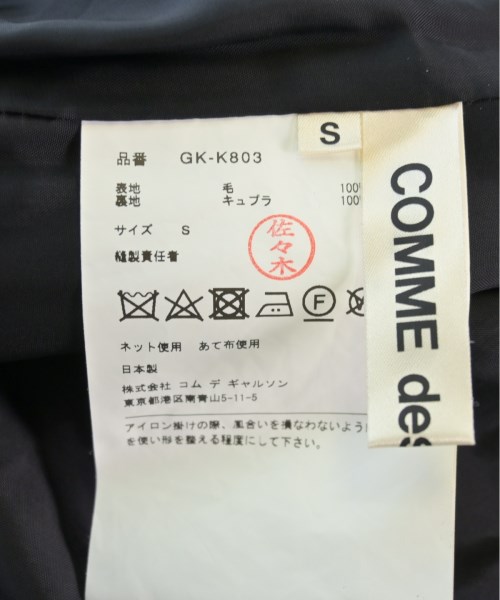 S
COMME des
品番 GK-K803
表地 毛 100
裏地 キュプラ 100
サイズ S
縫製責任者
佐々木
F
ネット使用 あて布使用
日本製
株式会社 コム デ ギャルソン
東京都港区南青山5-11-5
アイロン掛けの際、風合いを損なわないよう
を使い形を整える程度にして下さい。